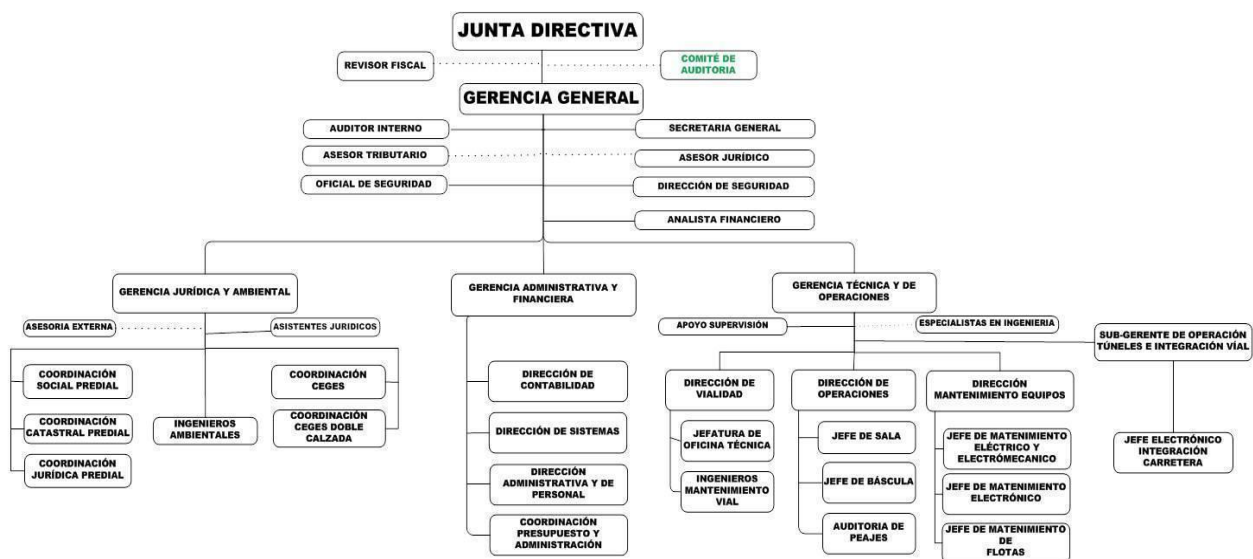 JUNTA DIRECTIVA
REVISOR FISCAL
COMITÉ DE
AUDITORIA
GERENCIA GENERAL
AUDITOR INTERNO
SECRETARIA GENERAL
ASESOR TRIBUTARIO
ASESOR JURÍDICO
OFICIAL DE SEGURIDAD
DIRECCIÓN DE SEGURIDAD
ANALISTA FINANCIERO
GERENCIA JURÍDICA Y AMBIENTAL
ASESORIA EXTERNA
ASISTENTES JURIDICOS
COORDINACIÓN
SOCIAL PREDIAL
COORDINACIÓN
CATASTRAL PREDIAL
COORDINACIÓN
JURÍDICA PREDIAL
INGENIEROS
AMBIENTALES
COORDINACIÓN
CEGES
COORDINACIÓN
CEGES DOBLE
CALZADA
GERENCIA ADMINISTRATIVA Y
FINANCIERA
DIRECCIÓN DE
CONTABILIDAD
DIRECCIÓN DE SISTEMAS
DIRECCIÓN
ADMINISTRATIVA Y DE
PERSONAL
COORDINACIÓN
PRESUPUESTO Y
ADMINISTRACIÓN
GERENCIA TÉCNICA Y DE
OPERACIONES
APOYO SUPERVISIÓN
ESPECIALISTAS EN INGENIERIA
SUB-GERENTE DE OPERACIÓN
TÚNELES E INTEGRACIÓN VÍAL
DIRECCIÓN DE
VIALIDAD
JEFATURA DE
OFICINA TÉCNICA
INGENIEROS
MANTENIMIENTO
VIAL
DIRECCIÓN DE
OPERACIONES
JEFE DE SALA
JEFE DE BÁSCULA
AUDITORIA DE
PEAJES
DIRECCIÓN
MANTENIMIENTO EQUIPOS
JEFE DE MATENIMIENTO
ELÉCTRICO Y
ELECTRÓMECANICO
JEFE DE MATENIMIENTO
ELECTRÓNICO
JEFE DE MATENIMIENTO
DE
FLOTAS
JEFE ELECTRÓNICO
INTEGRACIÓN
CARRETERA